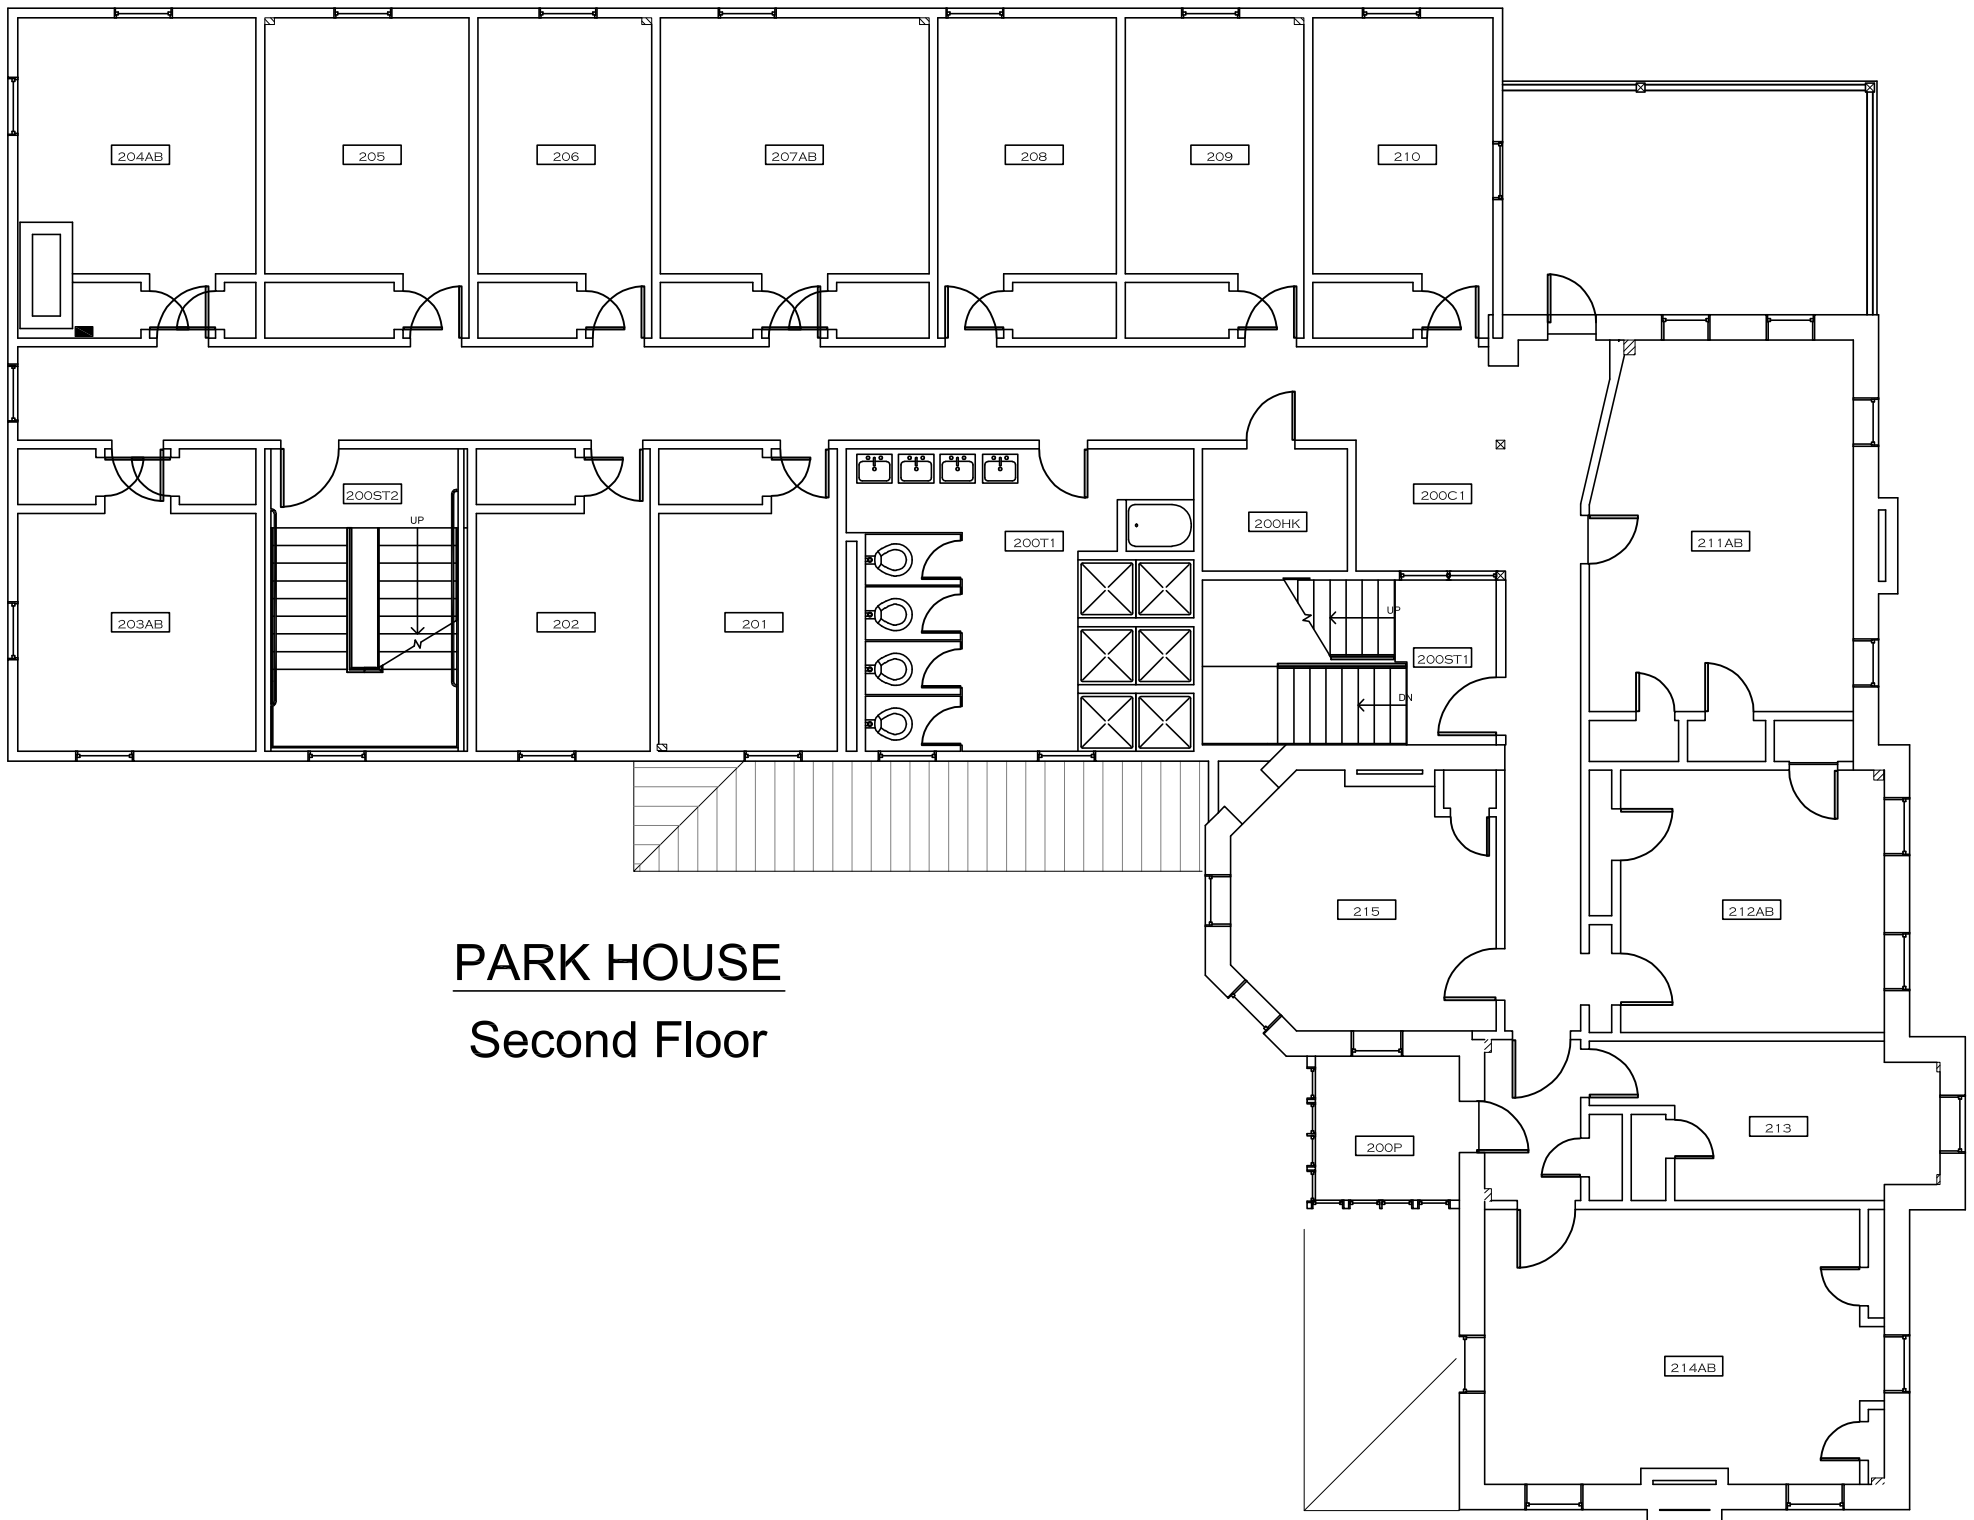 204AB
205
206
207AB
208
209
210
200ST2
UP
200C1
200HK
200T1
211AB
203AB
202
201
UP
200ST1
DN
215
212AB
PARK HOUSE
Second Floor
213
200P
214AB